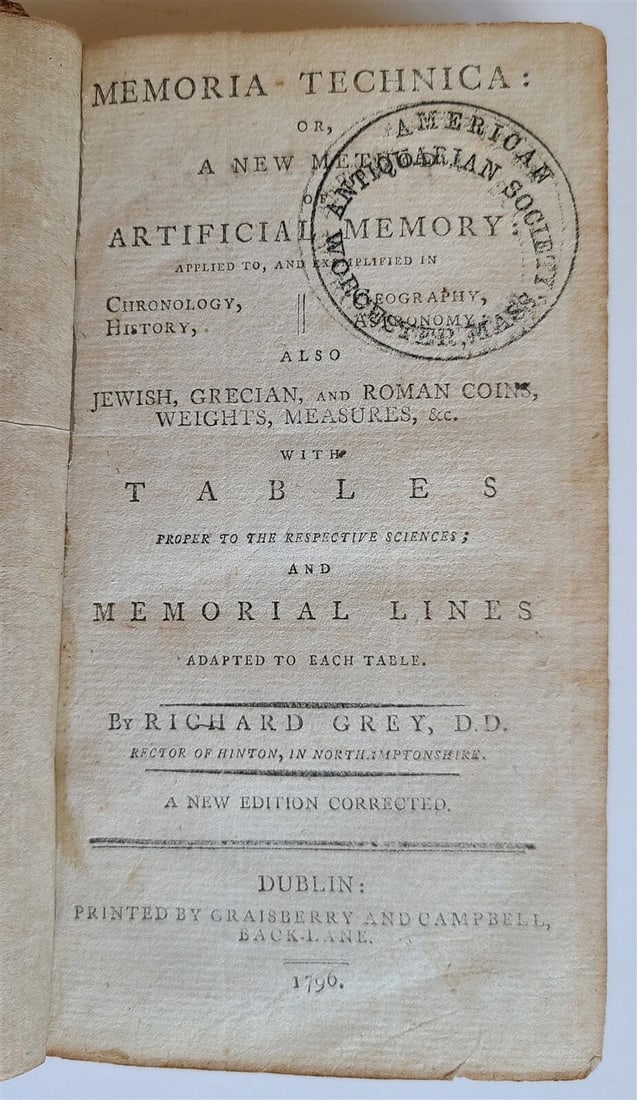 MEMORIA TECHNICA:
OR,
A NEW METHOD
OF
ARTIFICIAL MEMORY:
APPLIED TO, AND EXEMPLIFIED IN
CHRONOLOGY, || GEOGRAPHY,
HISTORY, || ASTRONOMY:
ALSO
JEWISH, GRECIAN, AND ROMAN COINS,
WEIGHTS, MEASURES, &c.
WITH
TABLES
PROPER TO THE RESPECTIVE SCIENCES;
AND
MEMORIAL LINES
ADAPTED TO EACH TABLE.
BY RICHARD GREY, D.D.
RECTOR OF HINTON, IN NORTHAMPTONSHIRE.
A NEW EDITION CORRECTED.
DUBLIN:
PRINTED BY GRAISBERRY AND CAMPBELL,
BACK-LANE.
1796.
AMERICAN
ANTIQUARIAN SOCIETY
WORCESTER, MASS.